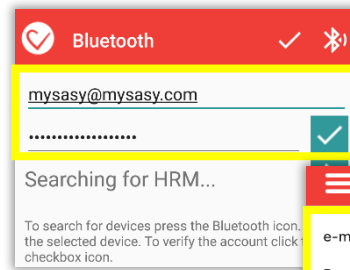 Bluetooth
mysasy@mysasy.com
••••••••••••••••••
Searching for HRM...
To search for devices press the Bluetooth icon.
the selected device. To verify the account click
checkbox icon.
e-m